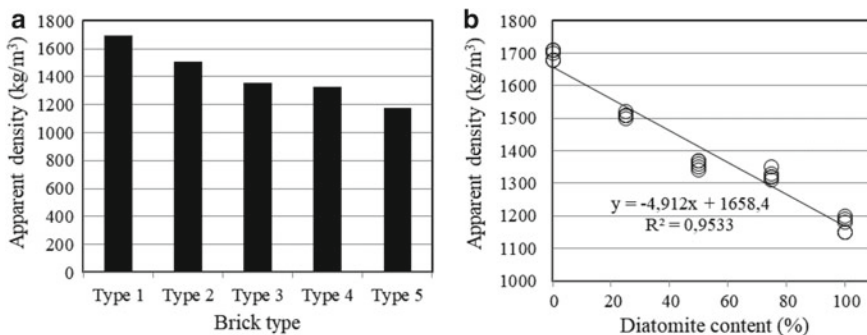 a
1800
1600
1400
1200
1000
800
600
400
200
0
Apparent density (kg/m³)
Type 1 Type 2 Type 3 Type 4 Type 5
Brick type
b
1800
1700
1600
1500
1400
1300
1200
1100
1000
Apparent density (kg/m³)
y = -4,912x + 1658,4
R² = 0,9533
0 20 40 60 80 100
Diatomite content (%)